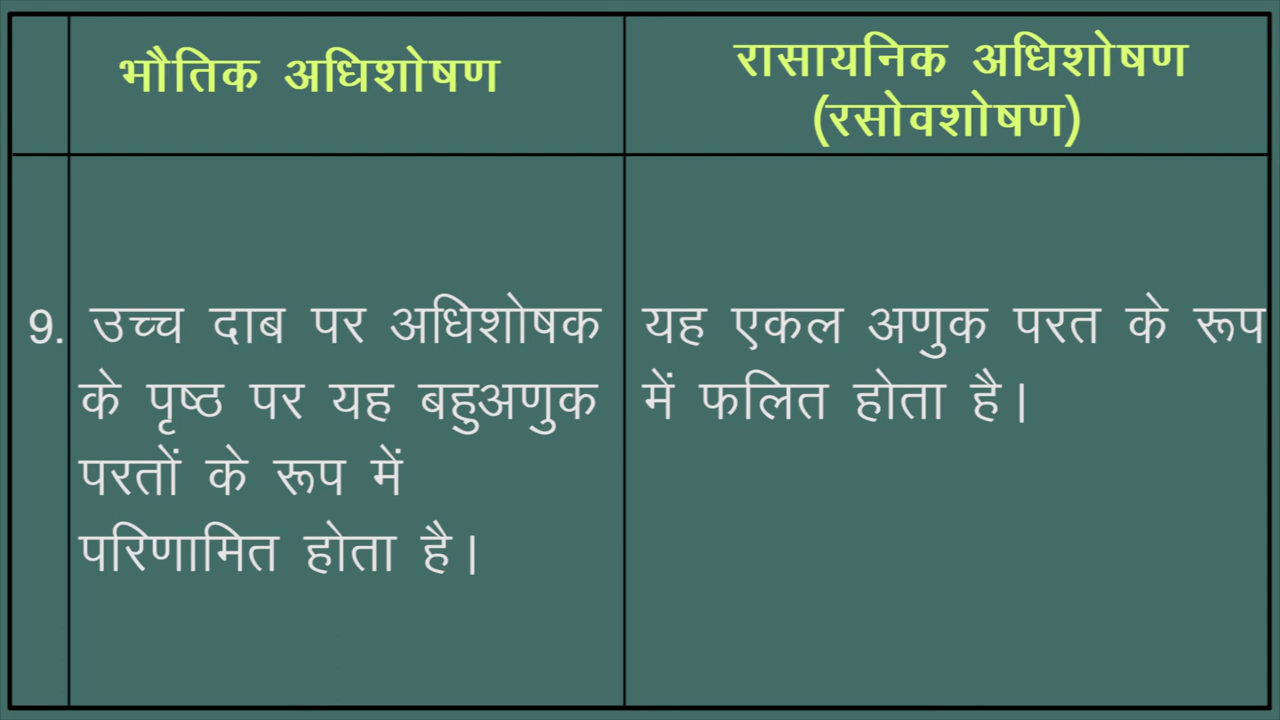 भौतिक अधिशोषण
रासायनिक अधिशोषण
(रसोवशोषण)
9. उच्च दाब पर अधिशोषक
के पृष्ठ पर यह बहुअणुक
परतों के रूप में
परिणामित होता है।
यह एकल अणुक परत के रूप
में फलित होता है।